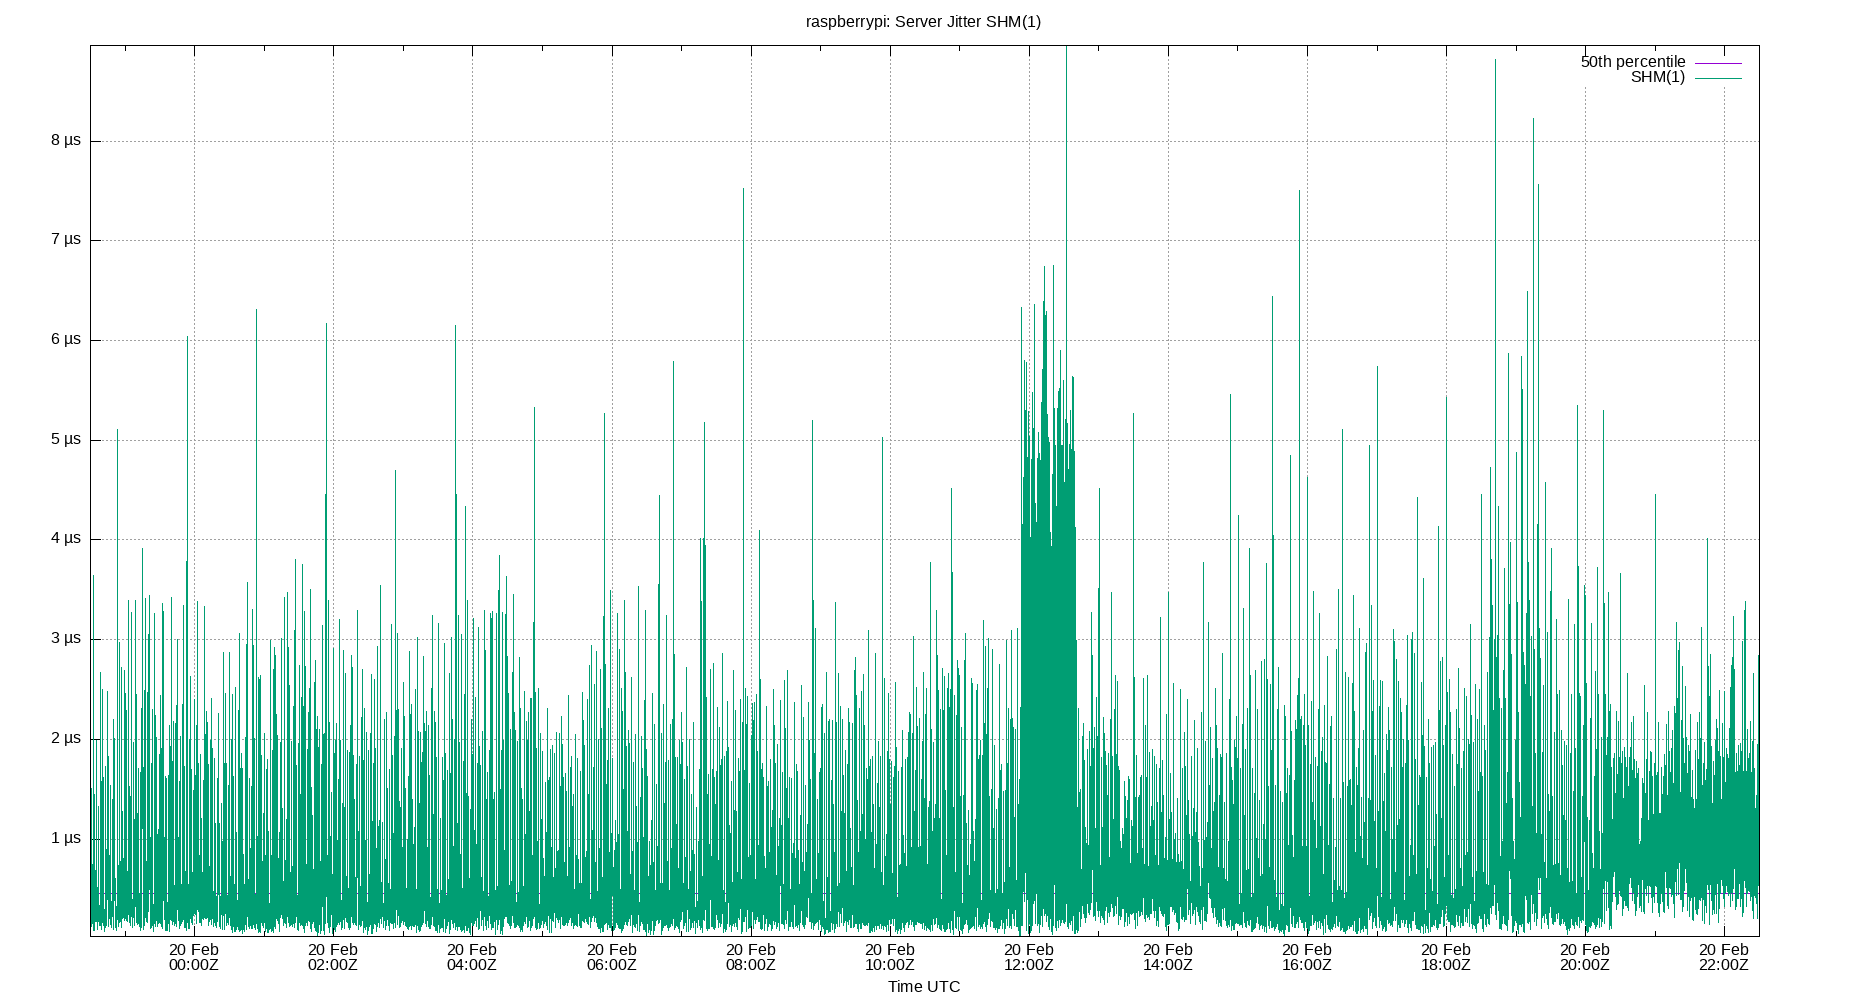 raspberrypi: Server Jitter SHM(1)
50th percentile
SHM(1)
8 µs
7 µs
6 µs
5 µs
4 µs
3 µs
2 µs
1 µs
20 Feb 20 Feb 20 Feb 20 Feb 20 Feb 20 Feb 20 Feb 20 Feb 20 Feb 20 Feb 20 Feb 20 Feb
00:00Z 02:00Z 04:00Z 06:00Z 08:00Z 10:00Z 12:00Z 14:00Z 16:00Z 18:00Z 20:00Z 22:00Z
Time UTC